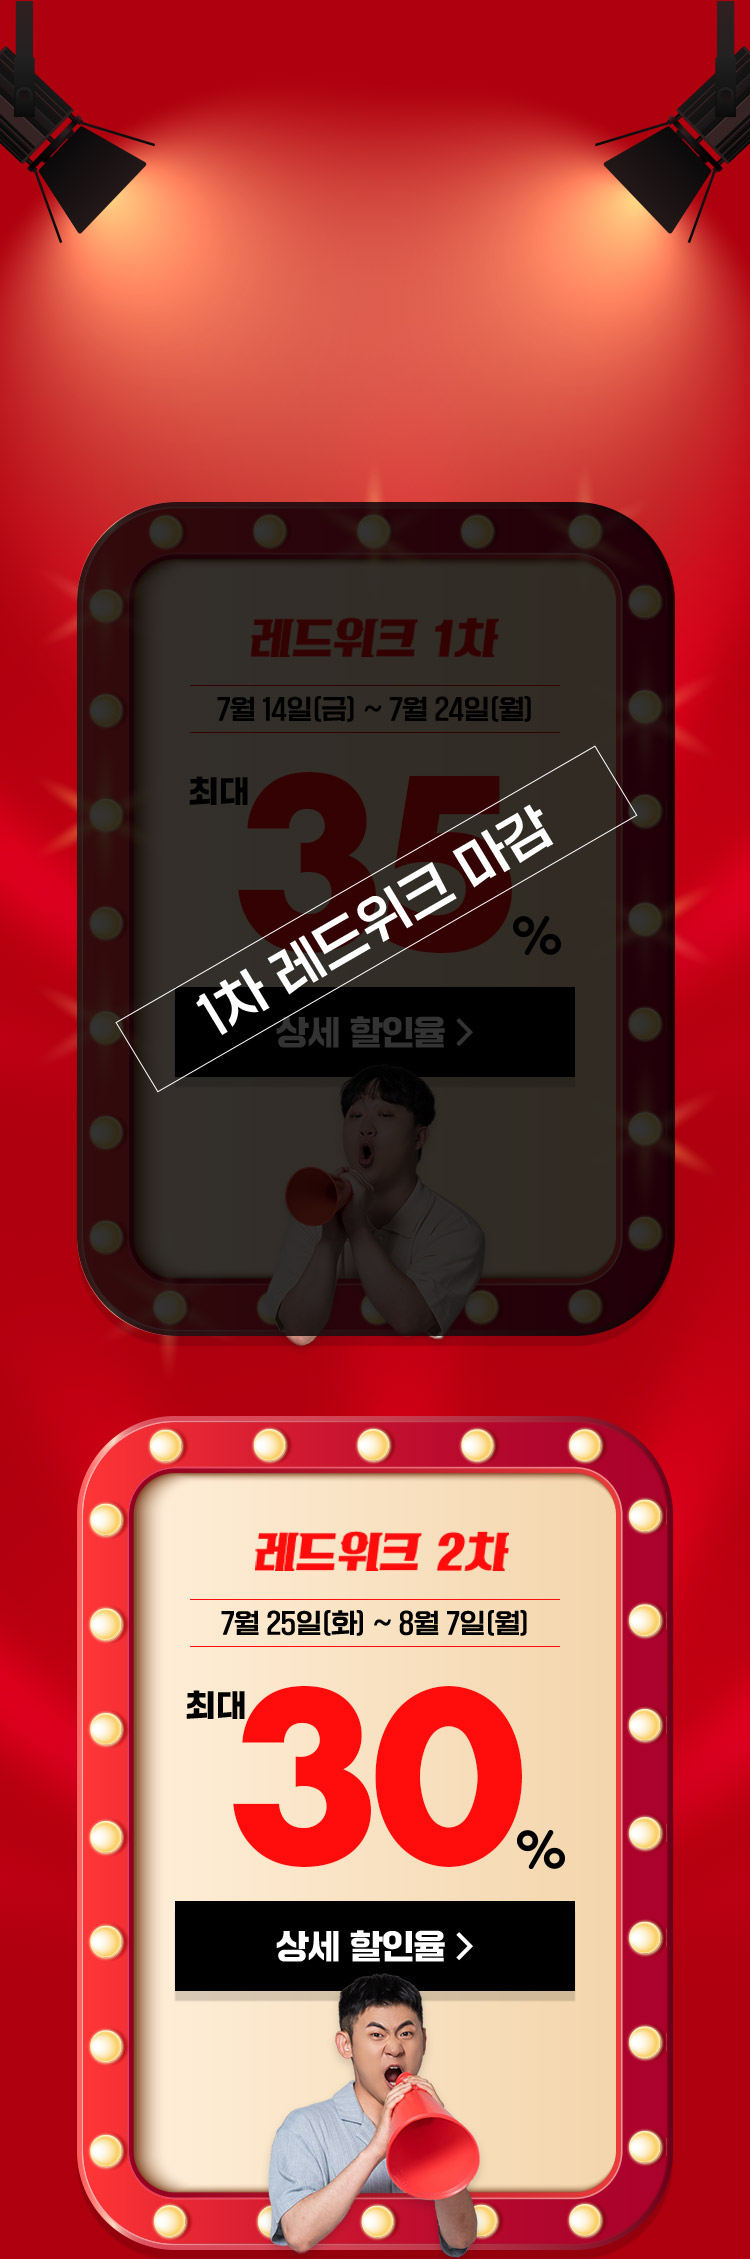 레드위크 1차
7월 14일(금) ~ 7월 24일(월)
최대
35
%
1차 레드위크 마감
상세 할인율 >
레드위크 2차
7월 25일(화) ~ 8월 7일(월)
최대
30
%
상세 할인율 >